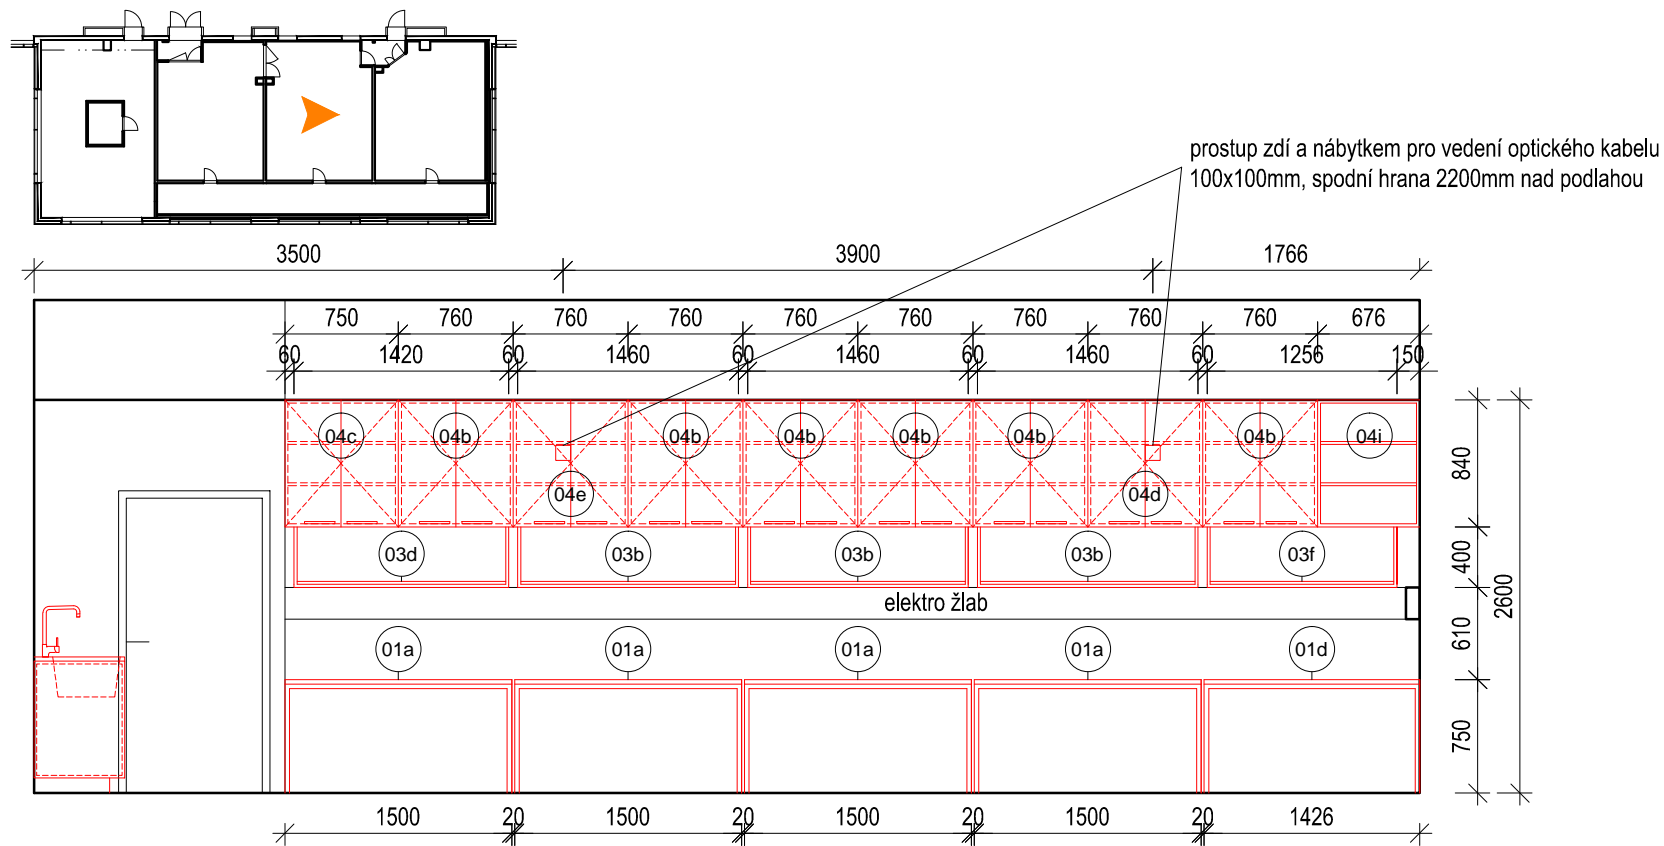 prostup zdí a nábytkem pro vedení optického kabelu
100x100mm, spodní hrana 2200mm nad podlahou
3500 3900 1766
750 760 760 760 760 760 760 760 760 676
60 1420 20 1460 60 1460 60 1460 60 1256 150
04c 04b 04b 04b 04b 04b 04b 04i
04e 04d
840
03d 03b 03b 03b 03f
400
2600
elektro žlab
610
01a 01a 01a 01a 01d
750
1500 20 1500 20 1500 20 1500 20 1426